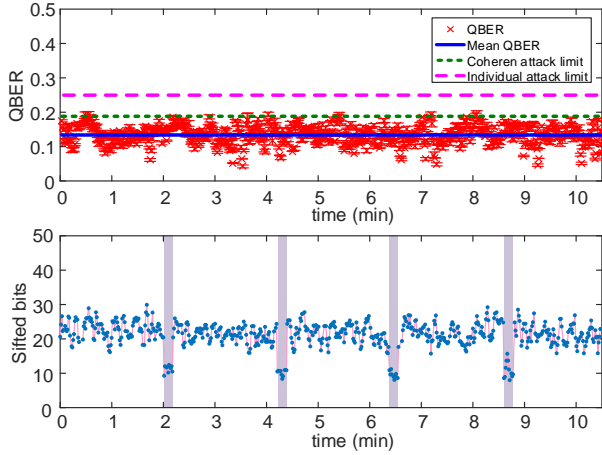 0.5
0.4
0.3
0.2
0.1
0
QBER
QBER
Mean QBER
Coheren attack limit
Individual attack limit
0 1 2 3 4 5 6 7 8 9 10
time (min)
50
40
30
20
10
0
Sifted bits
0 1 2 3 4 5 6 7 8 9 10
time (min)